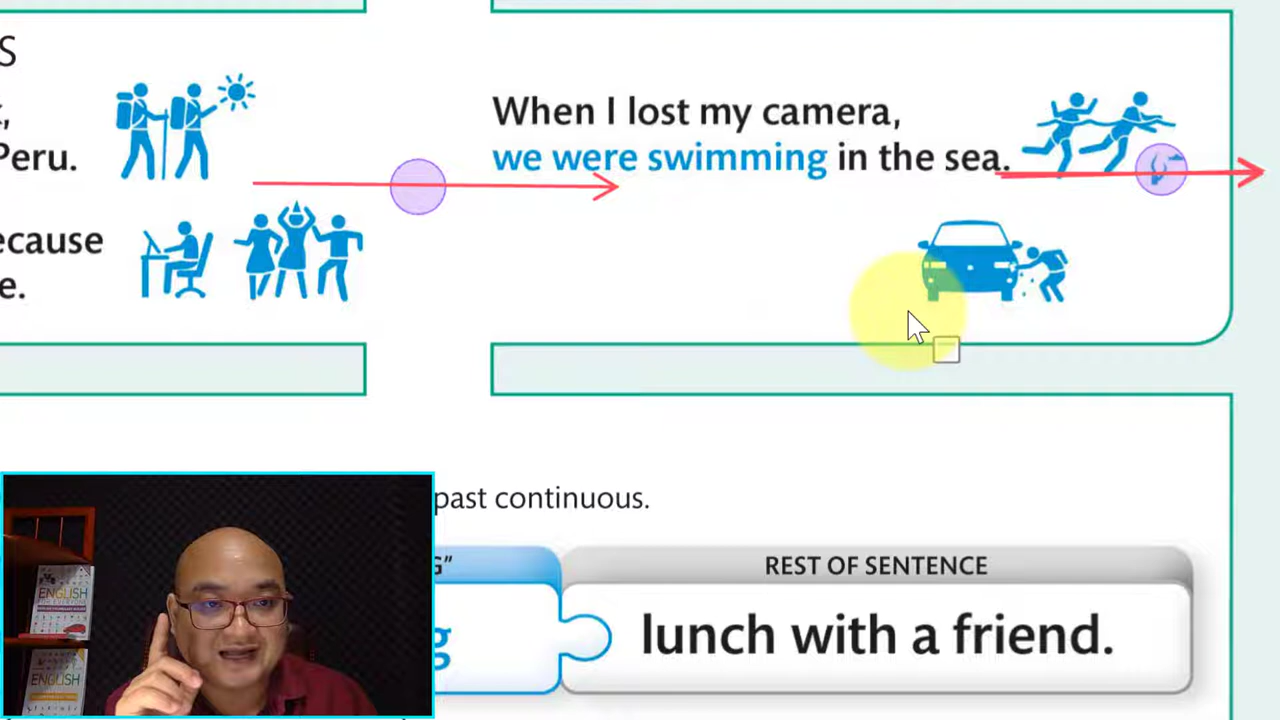 S
Peru.
ecause
e.
When I lost my camera,
we were swimming in the sea.
past continuous.
G"
REST OF SENTENCE
g
lunch with a friend.
ENGLISH
ENGLISH